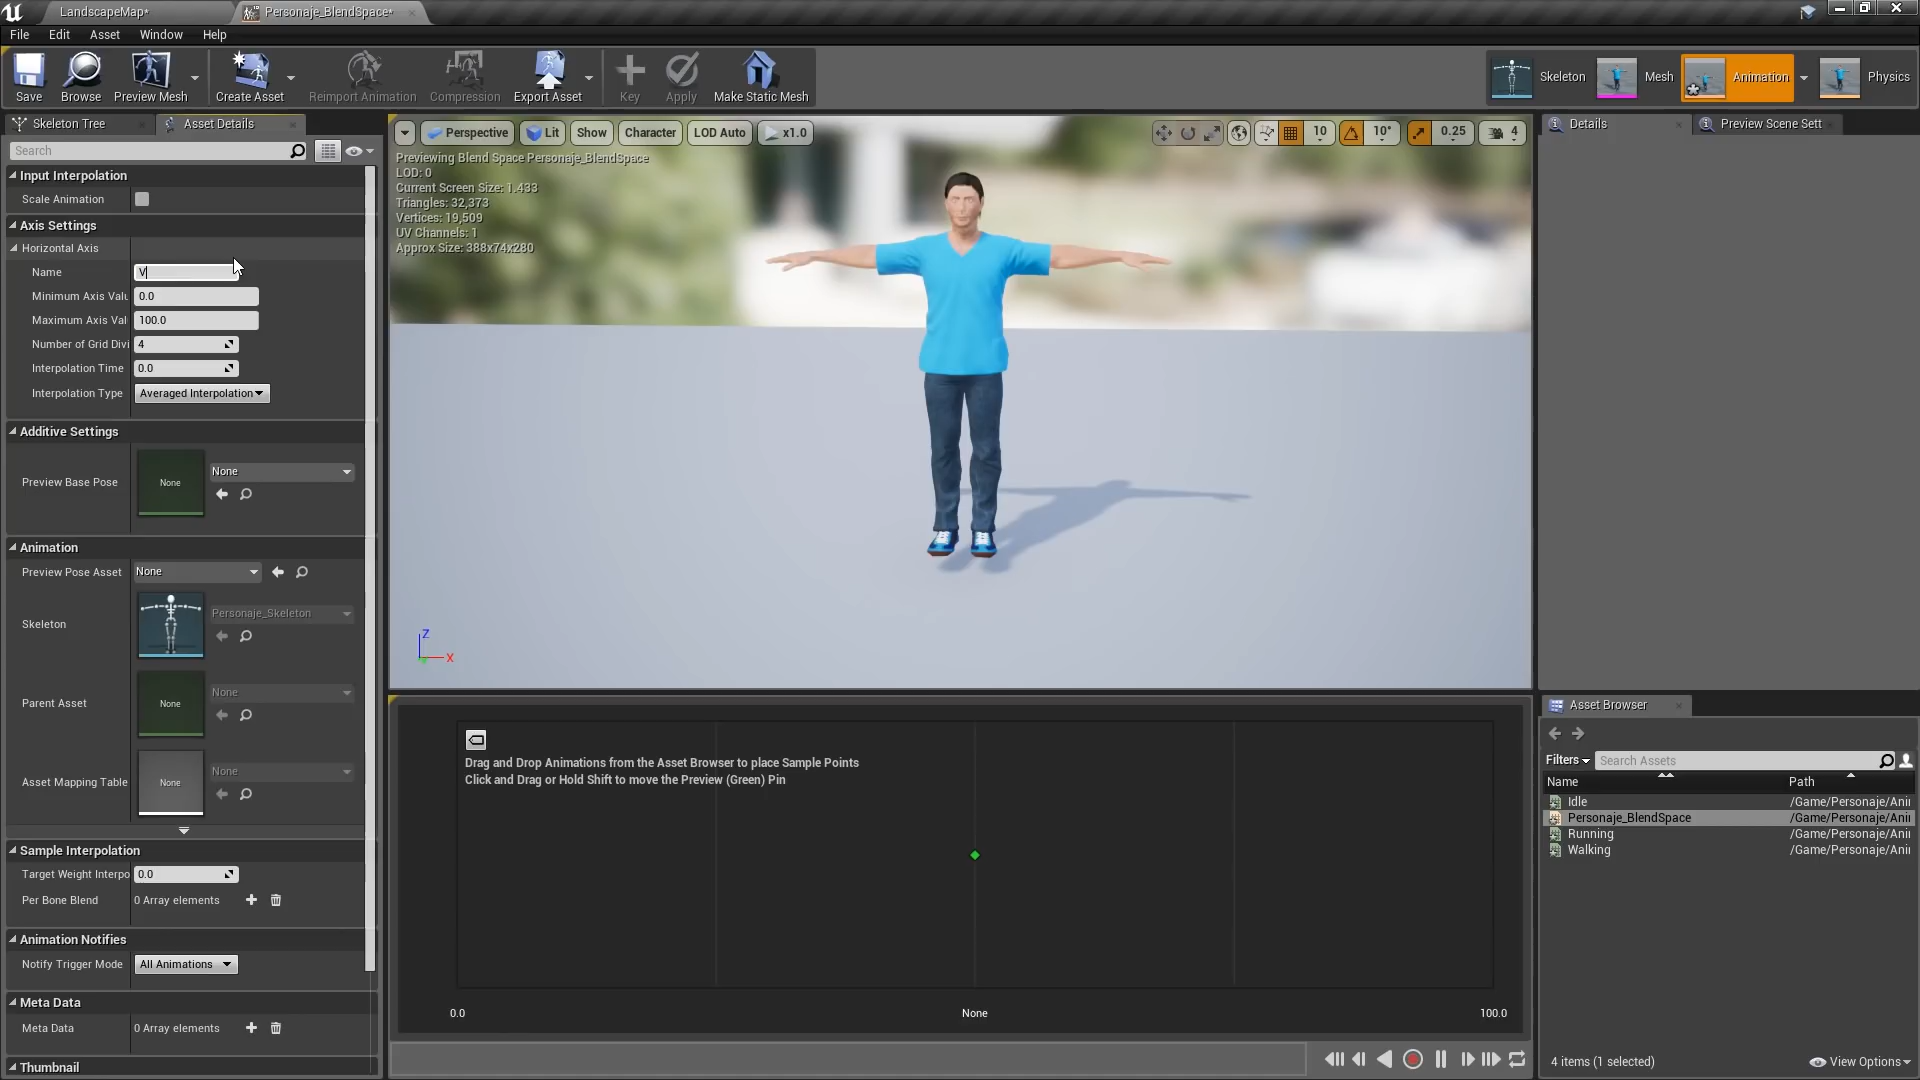 LandscapeMap*
Personaje_BlendSpace*
File Edit Asset Window Help
Save Browse Preview Mesh Create Asset Reimport Animation Compression Export Asset Key Apply Make Static Mesh
Skeleton Mesh Animation Physics
Skeleton Tree
Asset Details
Search
Input Interpolation
Scale Animation
Axis Settings
Horizontal Axis
Name V
Minimum Axis Valu 0.0
Maximum Axis Val 100.0
Number of Grid Divi 4
Interpolation Time 0.0
Interpolation Type Averaged Interpolation
Additive Settings
Preview Base Pose None None
Animation
Preview Pose Asset None
Skeleton Personaje_Skeleton
Parent Asset None None
Asset Mapping Table None None
Sample Interpolation
Target Weight Interpo 0.0
Per Bone Blend 0 Array elements
Animation Notifies
Notify Trigger Mode All Animations
Meta Data
Meta Data 0 Array elements
Thumbnail
Perspective Lit Show Character LOD Auto x1.0
10 10° 0.25 4
Previewing Blend Space Personaje_BlendSpace
LOD: 0
Current Screen Size: 1.433
Triangles: 32,373
Vertices: 19,509
UV Channels: 1
Approx Size: 388x74x280
Z
X
Drag and Drop Animations from the Asset Browser to place Sample Points
Click and Drag or Hold Shift to move the Preview (Green) Pin
0.0 None 100.0
Details
Preview Scene Sett
Asset Browser
Filters Search Assets
Name Path
Idle /Game/Personaje/Ani
Personaje_BlendSpace /Game/Personaje/Ani
Running /Game/Personaje/Ani
Walking /Game/Personaje/Ani
4 items (1 selected) View Options